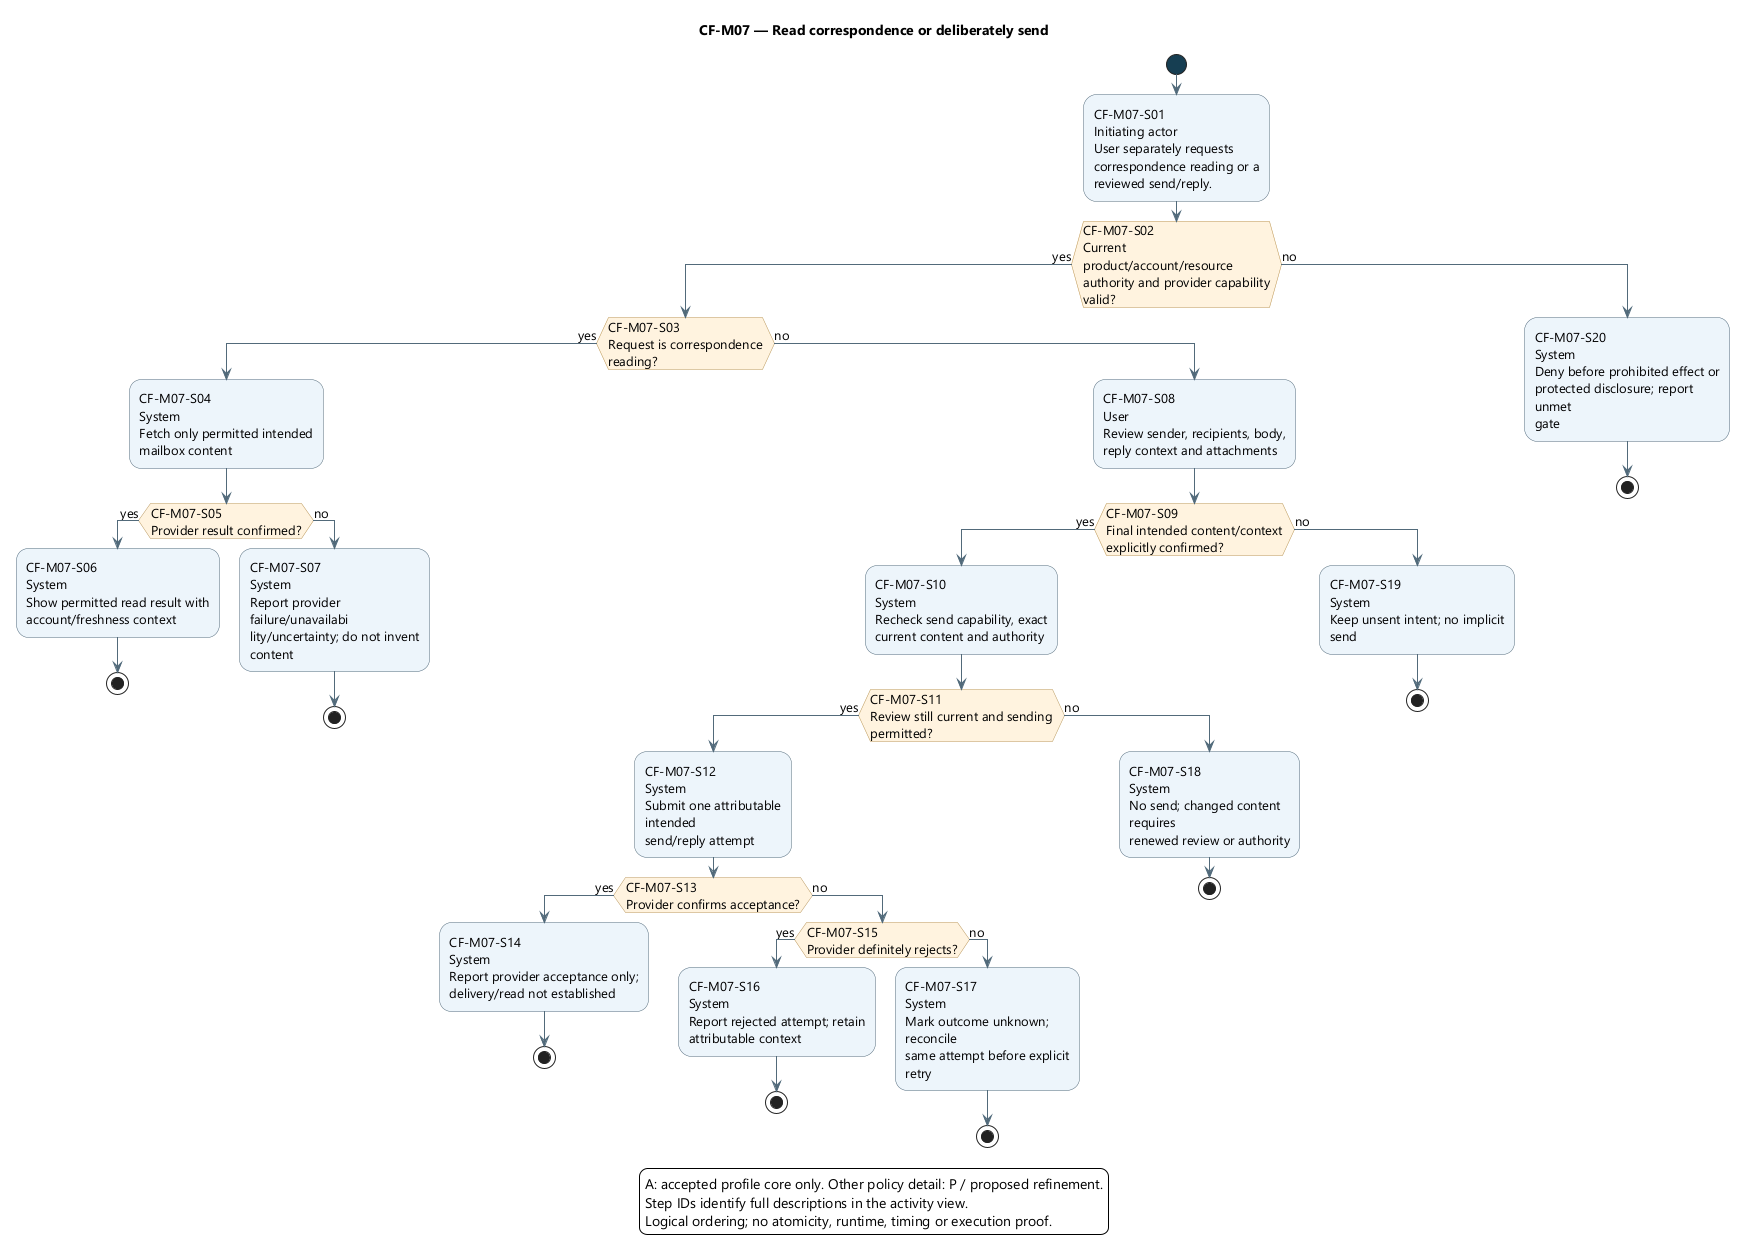 CF-M07 — Read correspondence or deliberately send
CF-M07-S01
Initiating actor
User separately requests
correspondence reading or a
reviewed send/reply.
CF-M07-S02
Current
product/account/resource
authority and provider capability
valid?
yes
no
CF-M07-S03
Request is correspondence
reading?
yes
no
CF-M07-S20
System
Deny before prohibited effect or
protected disclosure; report
unmet
gate
CF-M07-S04
System
Fetch only permitted intended
mailbox content
CF-M07-S08
User
Review sender, recipients, body,
reply context and attachments
CF-M07-S05
Provider result confirmed?
yes
no
CF-M07-S09
Final intended content/context
explicitly confirmed?
yes
no
CF-M07-S06
System
Show permitted read result with
account/freshness context
CF-M07-S07
System
Report provider
failure/unavailabi
lity/uncertainty; do not invent
content
CF-M07-S10
System
Recheck send capability, exact
current content and authority
CF-M07-S19
System
Keep unsent intent; no implicit
send
CF-M07-S11
Review still current and sending
permitted?
yes
no
CF-M07-S12
System
Submit one attributable
intended
send/reply attempt
CF-M07-S18
System
No send; changed content
requires
renewed review or authority
CF-M07-S13
Provider confirms acceptance?
yes
no
CF-M07-S14
System
Report provider acceptance only;
delivery/read not established
CF-M07-S15
Provider definitely rejects?
yes
no
CF-M07-S16
System
Report rejected attempt; retain
attributable context
CF-M07-S17
System
Mark outcome unknown;
reconcile
same attempt before explicit
retry
A: accepted profile core only. Other policy detail: P / proposed refinement.
Step IDs identify full descriptions in the activity view.
Logical ordering; no atomicity, runtime, timing or execution proof.